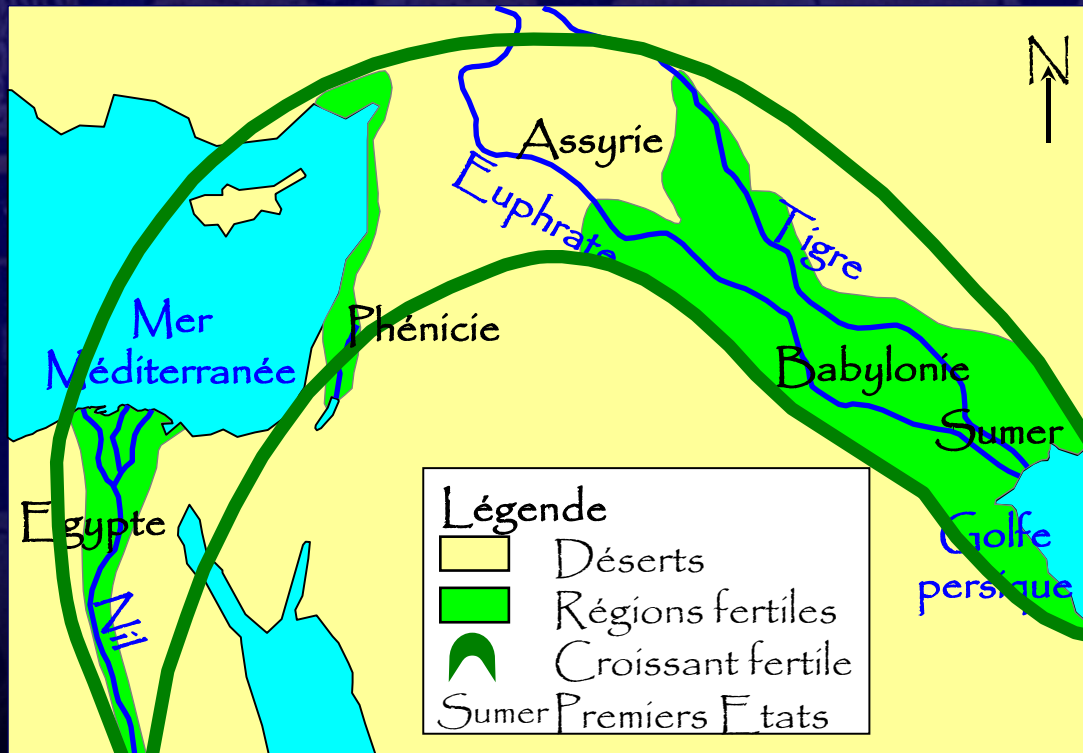 N
Assyrie
Euphrate
Tigre
Mer
Méditerranée
Phénicie
Babylonie
Sumer
Egypte
Nil
Golfe
persique
Légende
Déserts
Régions fertiles
Croissant fertile
Sumer Premiers Etats